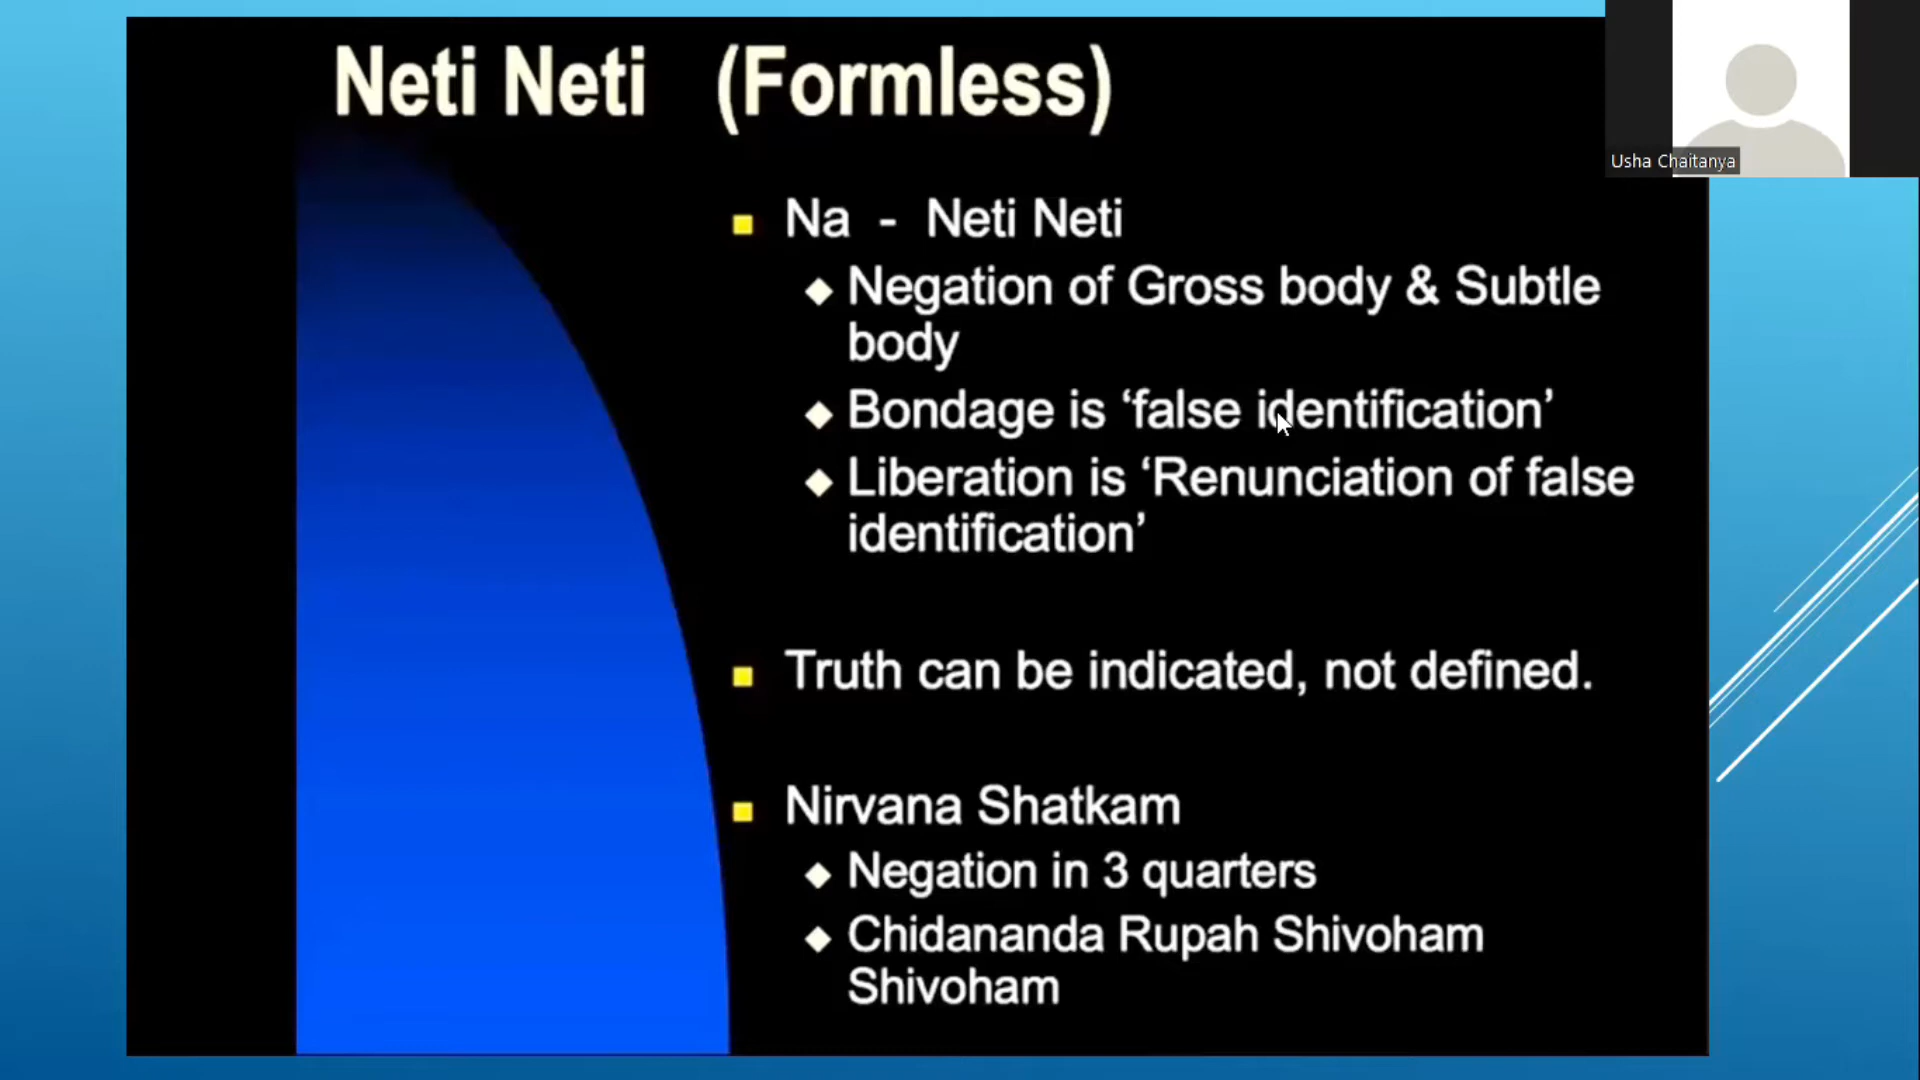 Neti Neti (Formless)
Usha Chaitanya
Na - Neti Neti
Negation of Gross body & Subtle
body
Bondage is ‘false identification’
Liberation is ‘Renunciation of false
identification’
Truth can be indicated, not defined.
Nirvana Shatkam
Negation in 3 quarters
Chidananda Rupah Shivoham
Shivoham